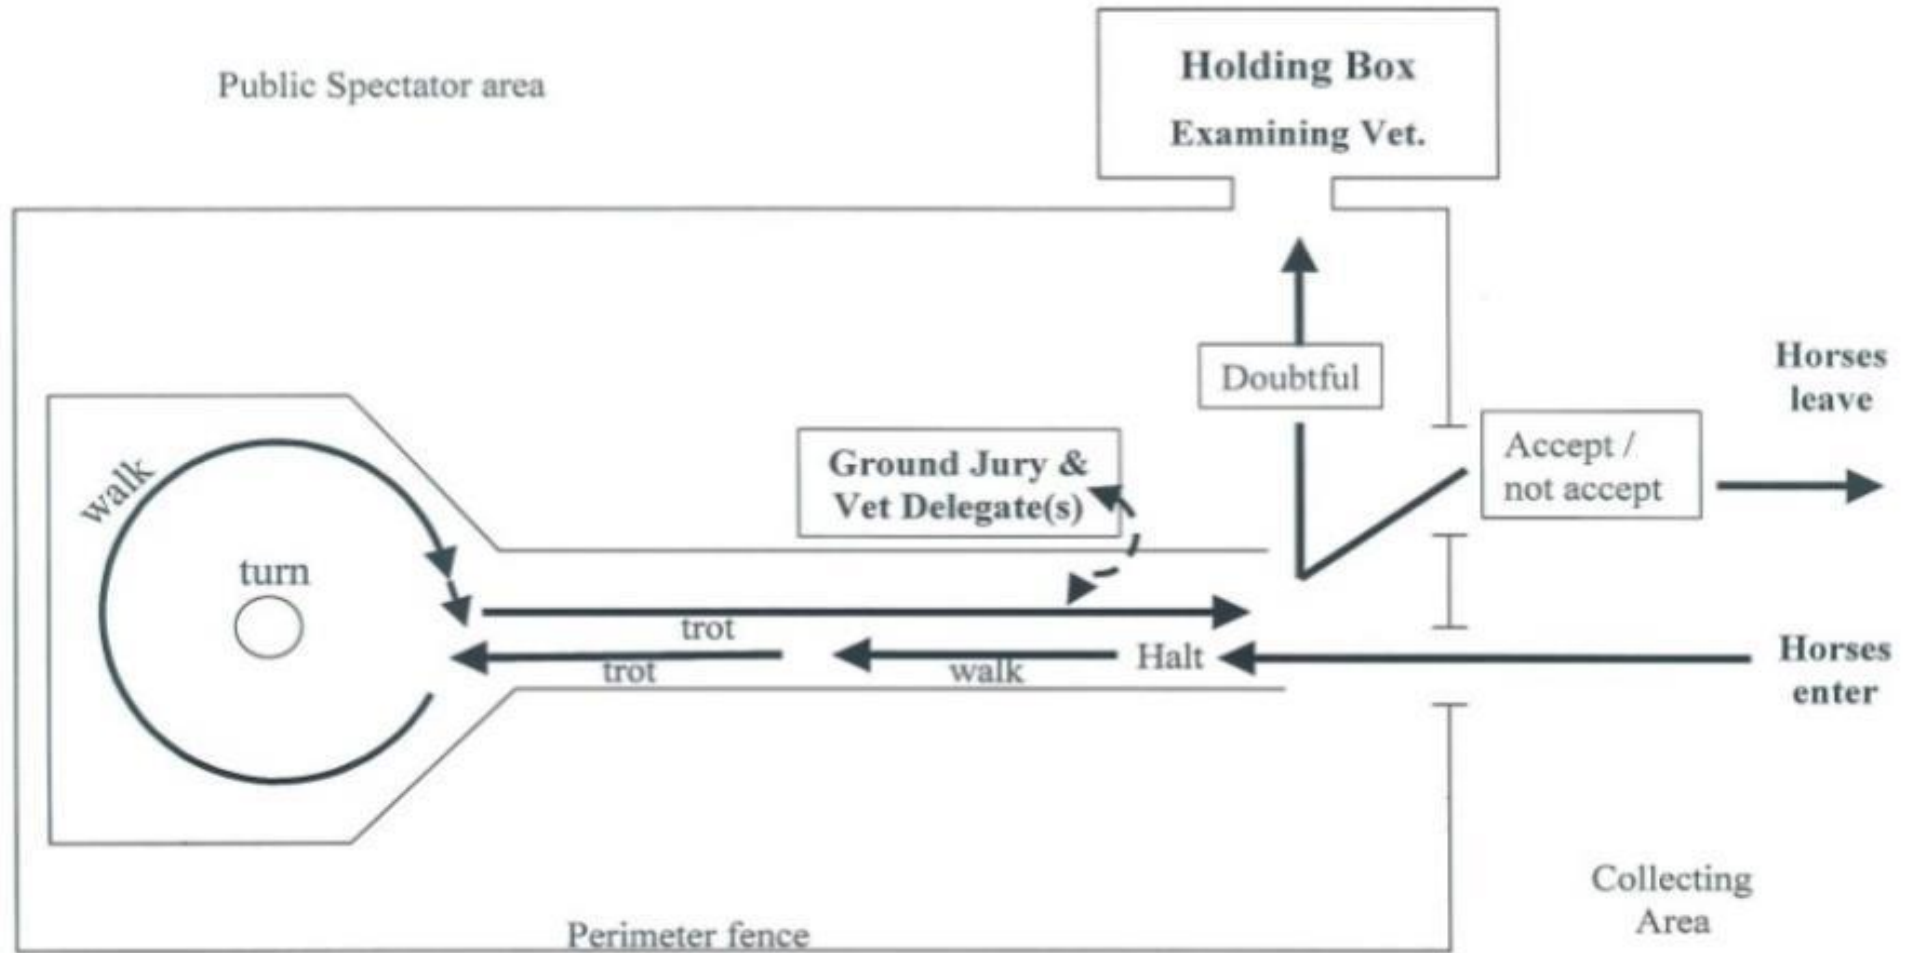 Public Spectator area
Holding Box
Examining Vet.
Doubtful
Horses
leave
Accept /
not accept
Ground Jury &
Vet Delegate(s)
walk
turn
trot
trot
walk
Halt
Horses
enter
Collecting
Area
Perimeter fence